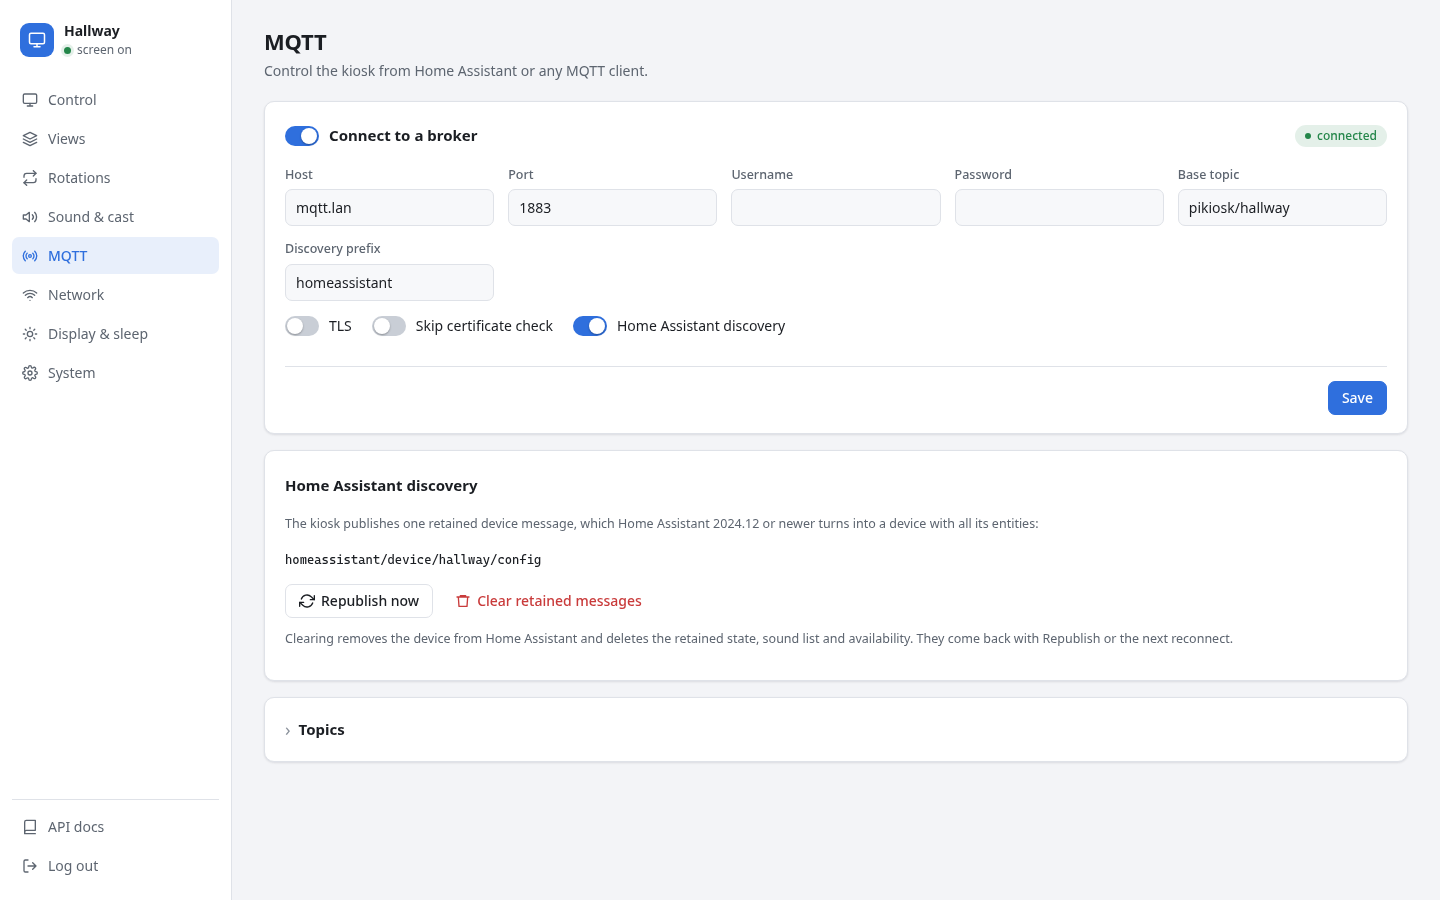 Hallway
screen on
Control
Views
Rotations
Sound & cast
MQTT
Network
Display & sleep
System
API docs
Log out
MQTT
Control the kiosk from Home Assistant or any MQTT client.
Connect to a broker
connected
Host
Port
Username
Password
Base topic
mqtt.lan
1883
pikiosk/hallway
Discovery prefix
homeassistant
TLS
Skip certificate check
Home Assistant discovery
Save
Home Assistant discovery
The kiosk publishes one retained device message, which Home Assistant 2024.12 or newer turns into a device with all its entities:
homeassistant/device/hallway/config
Republish now
Clear retained messages
Clearing removes the device from Home Assistant and deletes the retained state, sound list and availability. They come back with Republish or the next reconnect.
Topics